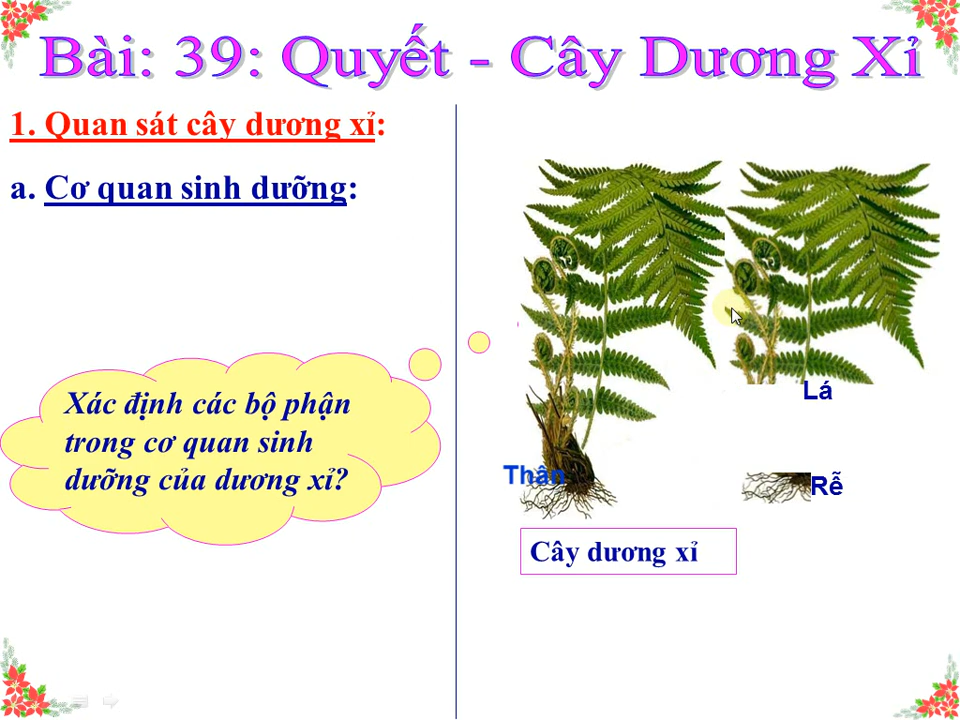 Bài: 39: Quyết - Cây Dương Xỉ
1. Quan sát cây dương xỉ:
a. Cơ quan sinh dưỡng:
Xác định các bộ phận
trong cơ quan sinh
dưỡng của dương xỉ?
Lá
Thân
Rễ
Cây dương xỉ